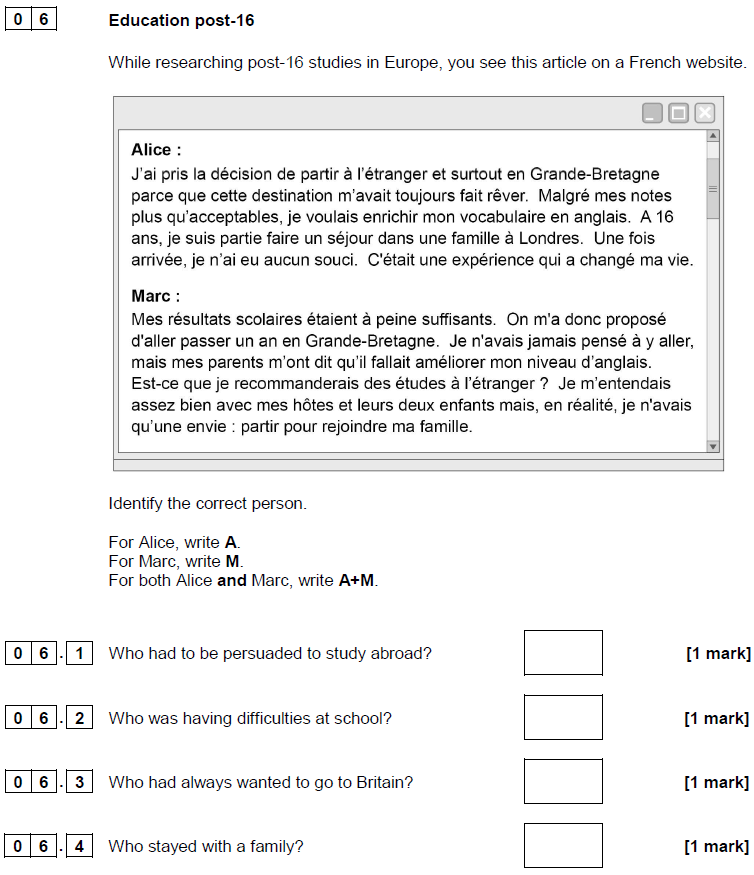 0 6 Education post-16
While researching post-16 studies in Europe, you see this article on a French website.
Alice :
J'ai pris la décision de partir à l'étranger et surtout en Grande-Bretagne
parce que cette destination m'avait toujours fait rêver. Malgré mes notes
plus qu'acceptables, je voulais enrichir mon vocabulaire en anglais. A 16
ans, je suis partie faire un séjour dans une famille à Londres. Une fois
arrivée, je n'ai eu aucun souci. C'était une expérience qui a changé ma vie.
Marc :
Mes résultats scolaires étaient à peine suffisants. On m'a donc proposé
d'aller passer un an en Grande-Bretagne. Je n'avais jamais pensé à y aller,
mais mes parents m'ont dit qu'il fallait améliorer mon niveau d'anglais.
Est-ce que je recommanderais des études à l'étranger ? Je m'entendais
assez bien avec mes hôtes et leurs deux enfants mais, en réalité, je n'avais
qu'une envie : partir pour rejoindre ma famille.
Identify the correct person.
For Alice, write A.
For Marc, write M.
For both Alice and Marc, write A+M.
0 6 . 1 Who had to be persuaded to study abroad? [1 mark]
0 6 . 2 Who was having difficulties at school? [1 mark]
0 6 . 3 Who had always wanted to go to Britain? [1 mark]
0 6 . 4 Who stayed with a family? [1 mark]